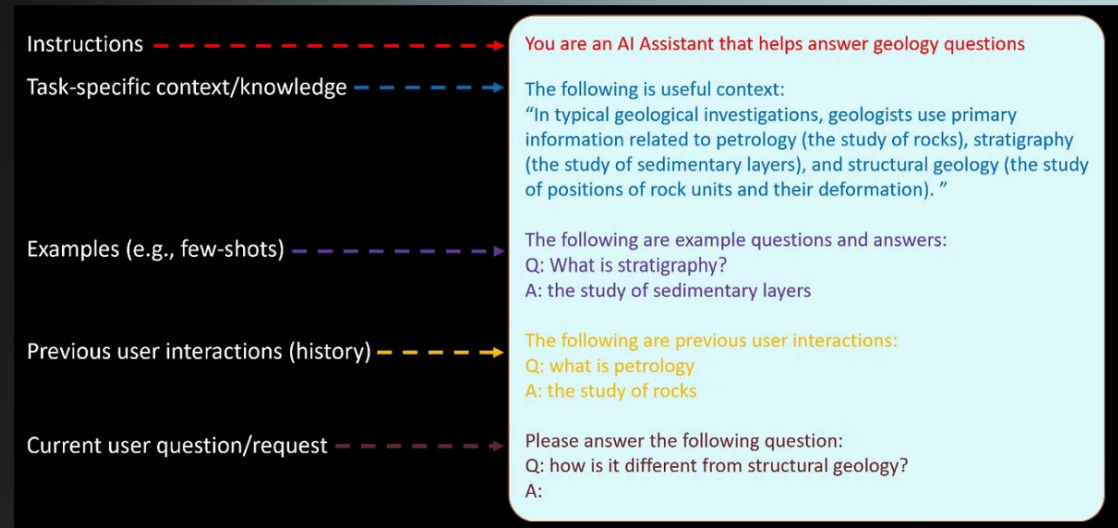 Instructions
You are an AI Assistant that helps answer geology questions
Task-specific context/knowledge
The following is useful context:
“In typical geological investigations, geologists use primary
information related to petrology (the study of rocks), stratigraphy
(the study of sedimentary layers), and structural geology (the study
of positions of rock units and their deformation). ”
Examples (e.g., few-shots)
The following are example questions and answers:
Q: What is stratigraphy?
A: the study of sedimentary layers
Previous user interactions (history)
The following are previous user interactions:
Q: what is petrology
A: the study of rocks
Current user question/request
Please answer the following question:
Q: how is it different from structural geology?
A: